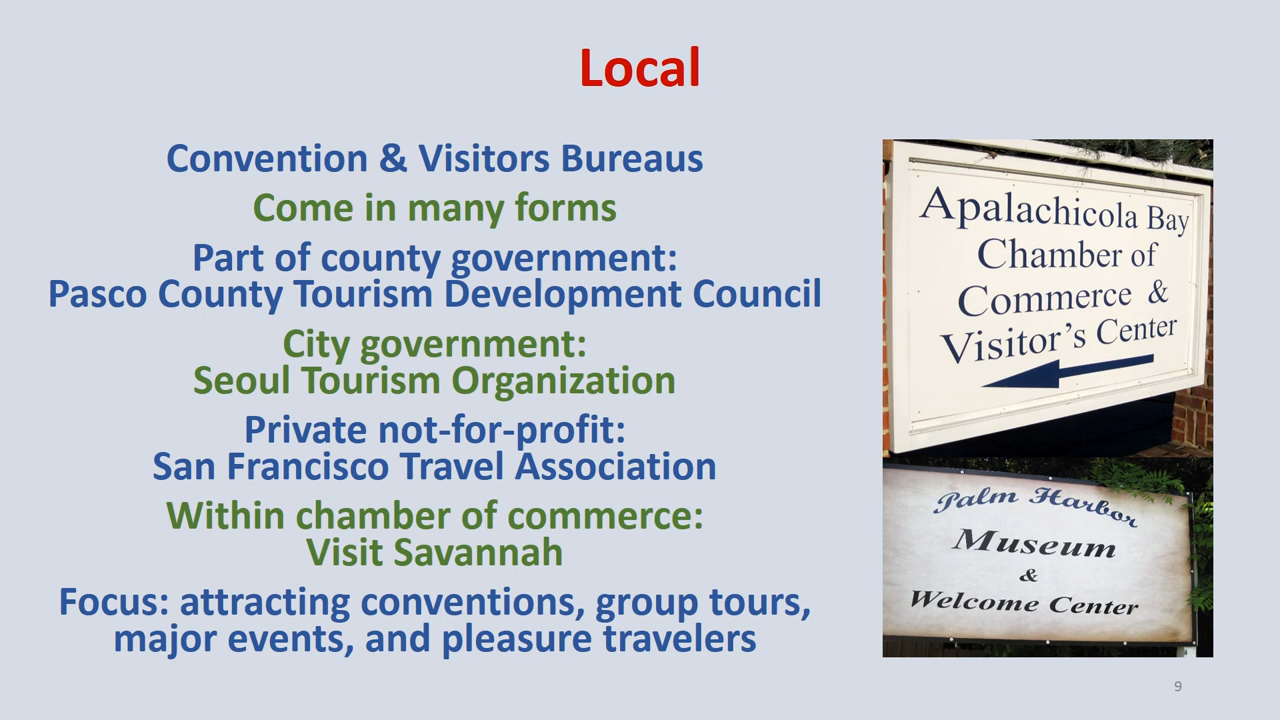 Local
Convention & Visitors Bureaus
Come in many forms
Part of county government:
Pasco County Tourism Development Council
City government:
Seoul Tourism Organization
Private not-for-profit:
San Francisco Travel Association
Within chamber of commerce:
Visit Savannah
Focus: attracting conventions, group tours,
major events, and pleasure travelers
Apalachicola Bay
Chamber of
Commerce &
Visitor's Center
Palm Harbor
Museum
&
Welcome Center
9